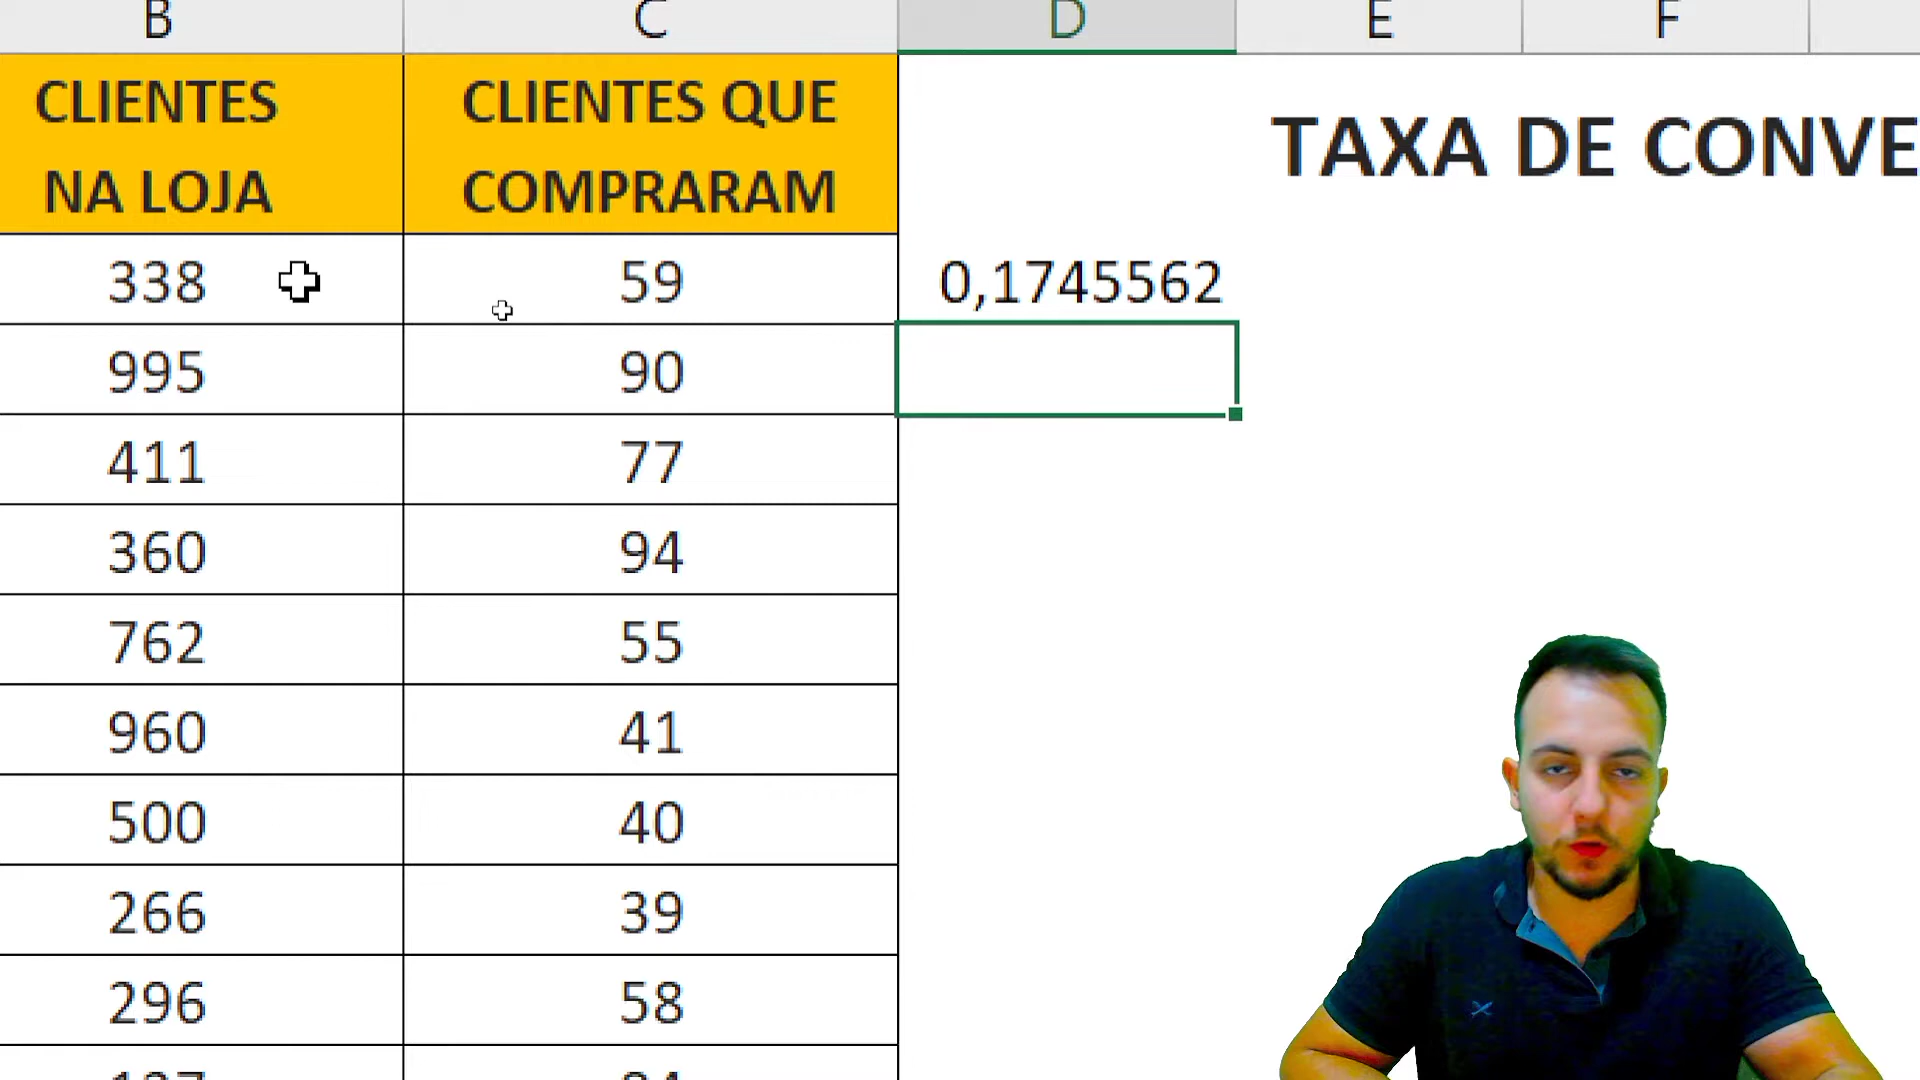 B C D E F
CLIENTES
NA LOJA
CLIENTES QUE
COMPRARAM
TAXA DE CONVE
338 59 0,1745562
995 90
411 77
360 94
762 55
960 41
500 40
266 39
296 58